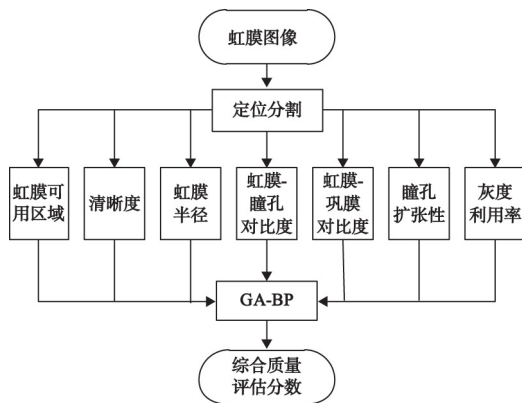 虹膜图像
定位分割
虹膜可
用区域
清晰度
虹膜
半径
虹膜-
瞳孔
对比度
虹膜-
巩膜
对比度
瞳孔
扩张性
灰度
利用率
GA-BP
综合质量
评估分数